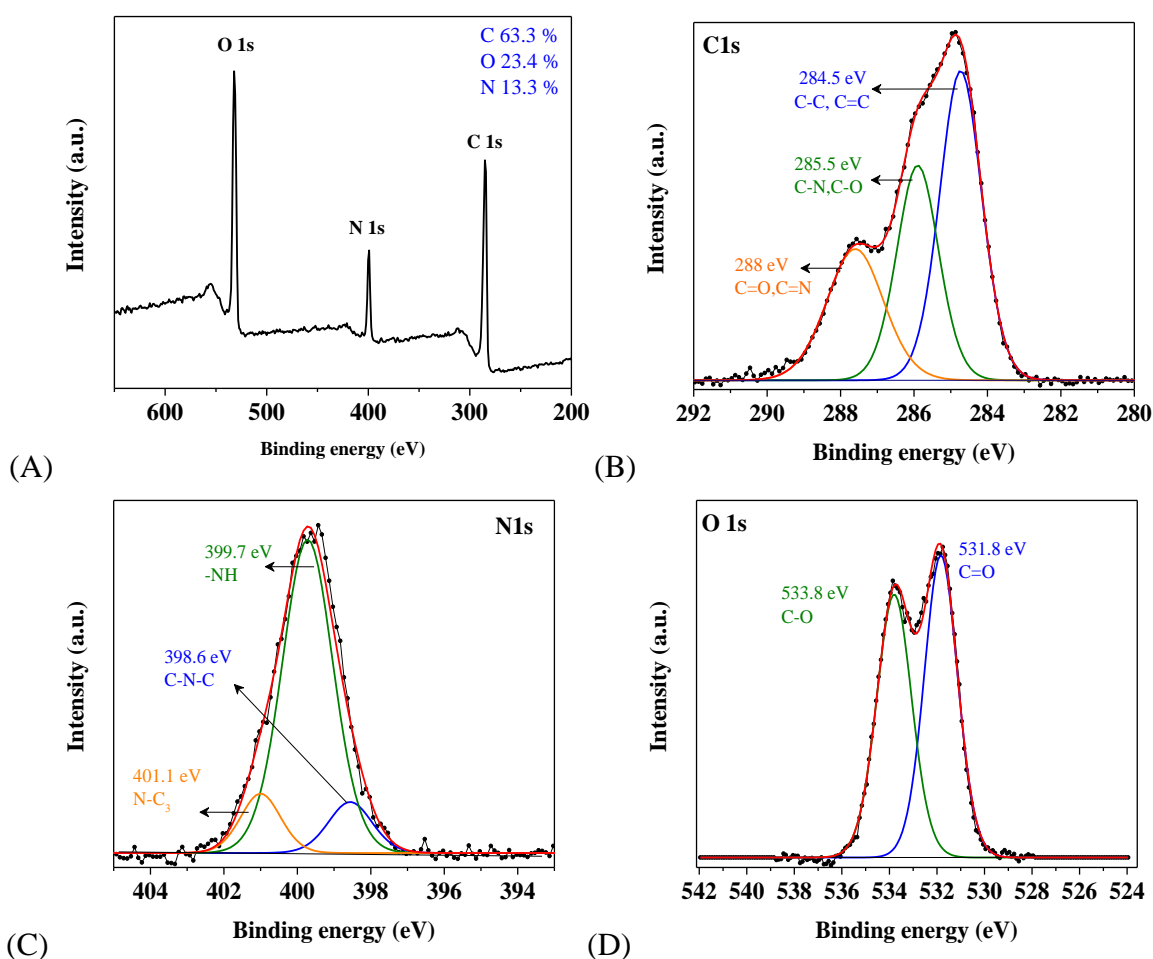 C 63.3 %
O 23.4 %
N 13.3 %
O 1s
N 1s
C 1s
Intensity (a.u.)
600 500 400 300 200
Binding energy (eV)
(A)
C1s
284.5 eV
C-C, C=C
285.5 eV
C-N,C-O
288 eV
C=O,C=N
Intensity (a.u.)
292 290 288 286 284 282 280
Binding energy (eV)
(B)
N1s
399.7 eV
-NH
398.6 eV
C-N-C
401.1 eV
N-C₃
Intensity (a.u.)
404 402 400 398 396 394
Binding energy (eV)
(C)
O 1s
531.8 eV
C=O
533.8 eV
C-O
Intensity (a.u.)
542 540 538 536 534 532 530 528 526 524
Binding energy (eV)
(D)